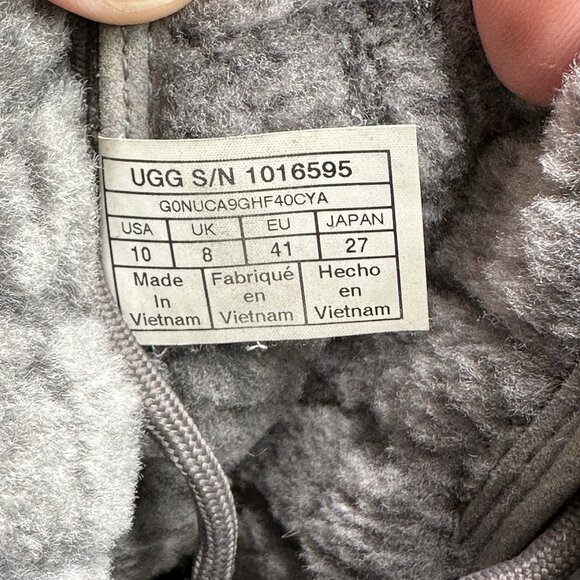 UGG S/N 1016595
G0NUCA9GHF40CYA
USA UK EU JAPAN
10 8 41 27
Made Fabriqué Hecho
In en en
Vietnam Vietnam Vietnam